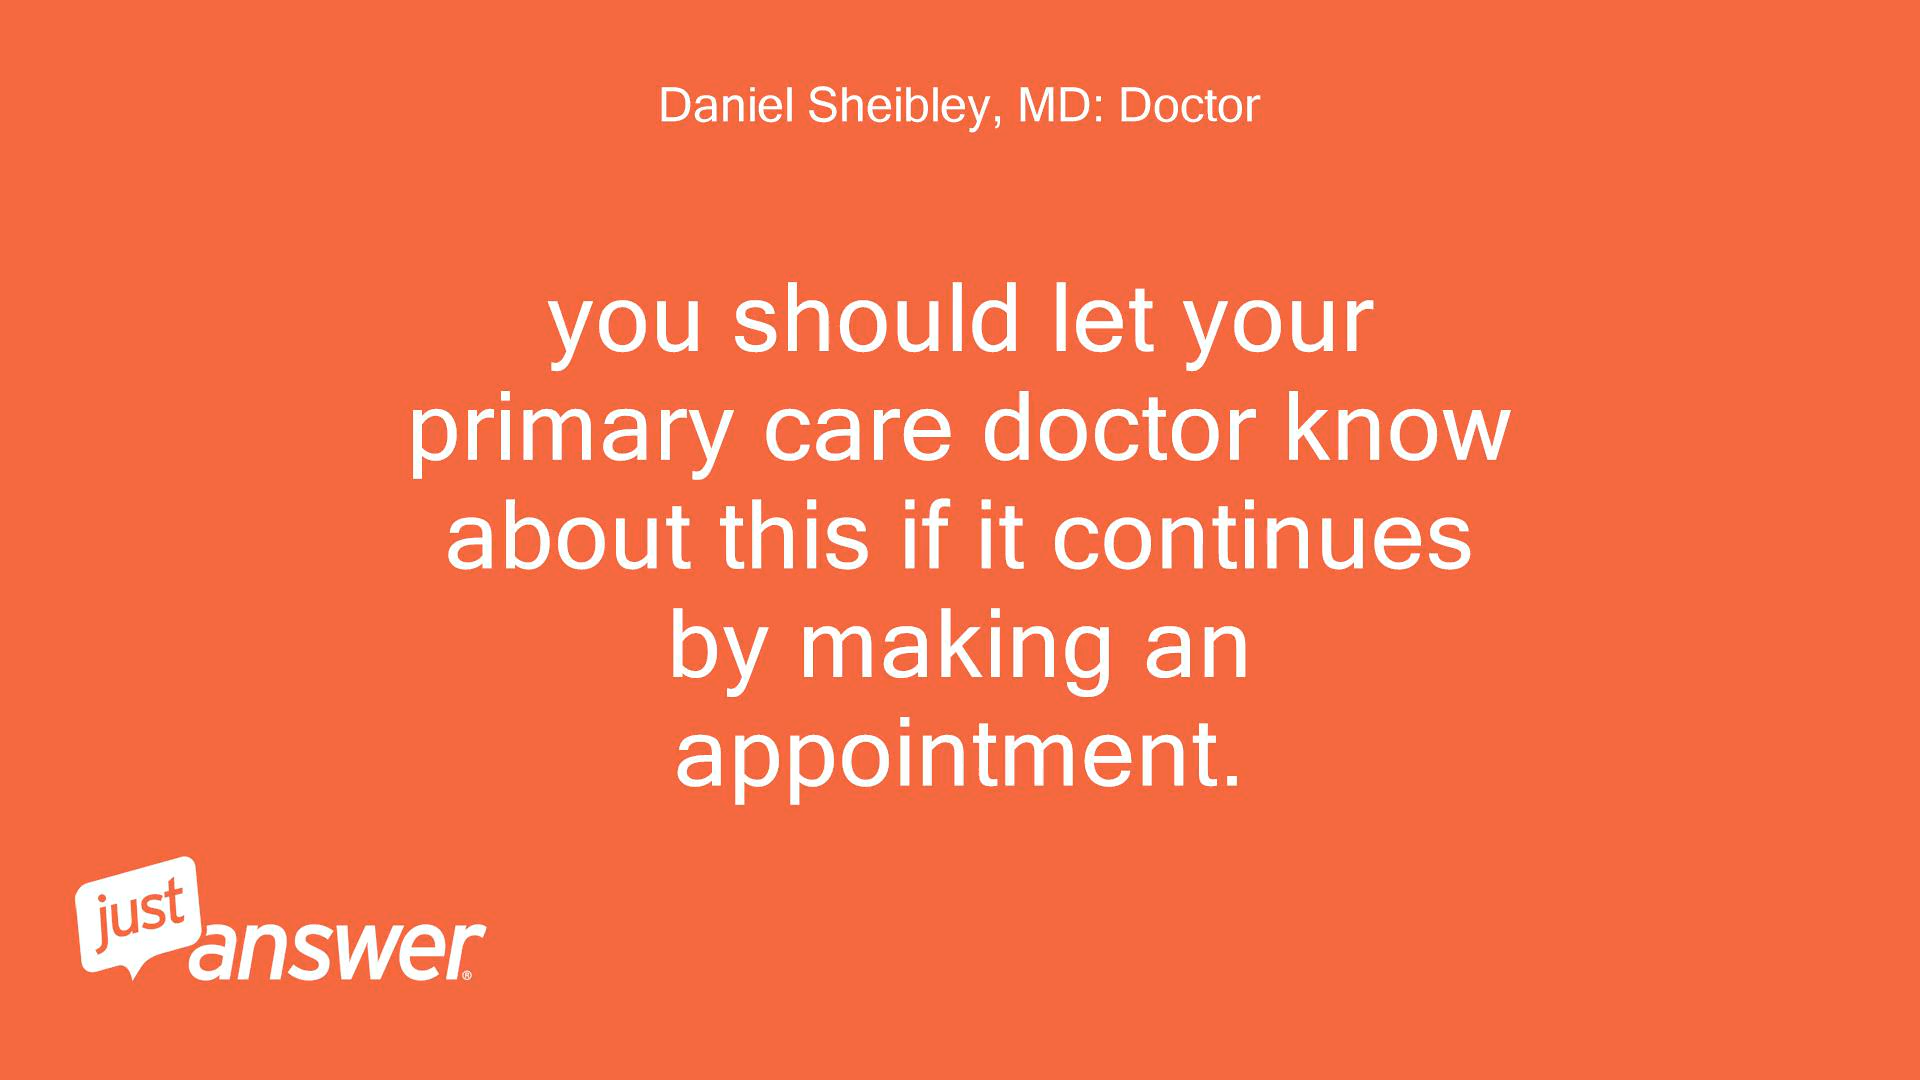 Daniel Sheibley, MD: Doctor
you should let your
primary care doctor know
about this if it continues
by making an
appointment.
just
answer®